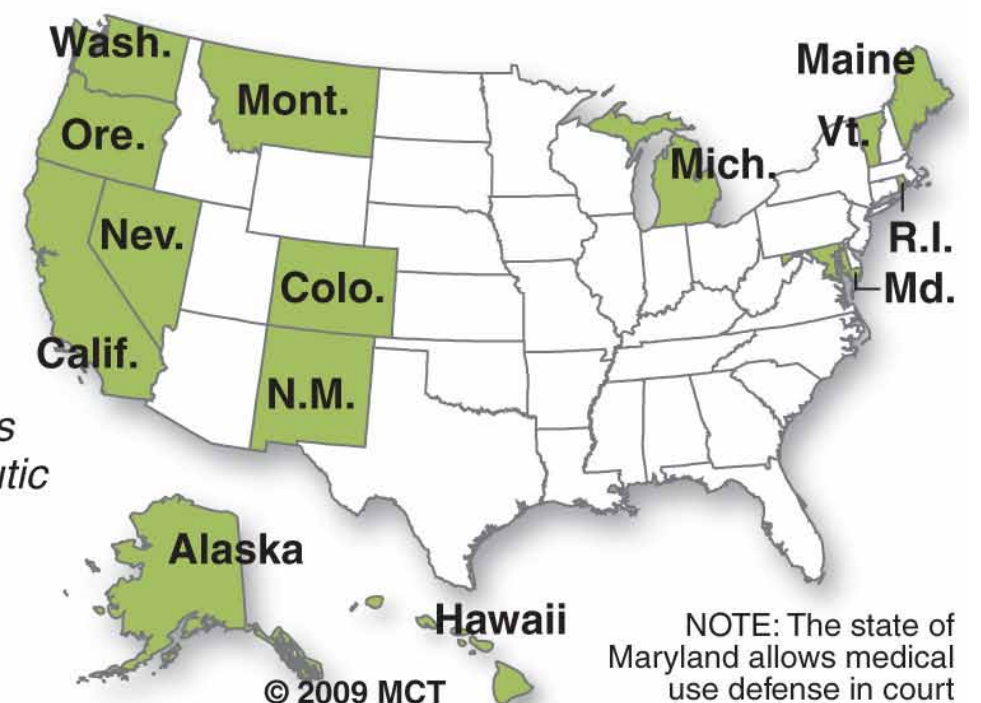 Wash.
Maine
Mont.
Ore.
Vt.
Mich.
Nev.
R.I.
Colo.
Md.
Calif.
N.M.
Alaska
Hawaii
NOTE: The state of
Maryland allows medical
use defense in court
© 2009 MCT